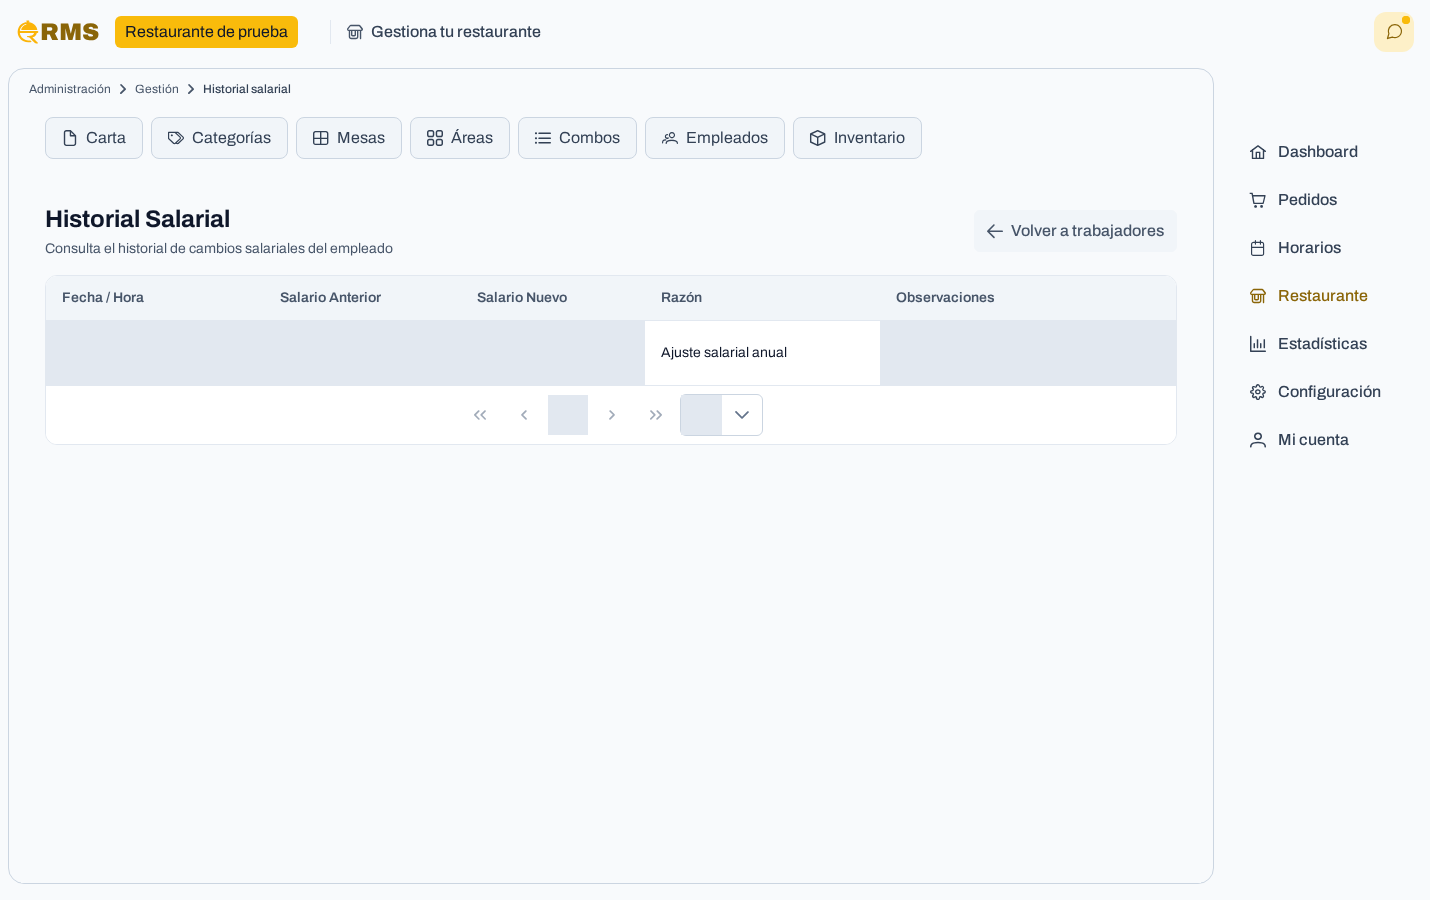 RMS
Restaurante de prueba
Gestiona tu restaurante
Administración
Gestión
Historial salarial
Carta
Categorías
Mesas
Áreas
Combos
Empleados
Inventario
Historial Salarial
Consulta el historial de cambios salariales del empleado
Volver a trabajadores
Fecha / Hora
Salario Anterior
Salario Nuevo
Razón
Observaciones
Ajuste salarial anual
Dashboard
Pedidos
Horarios
Restaurante
Estadísticas
Configuración
Mi cuenta